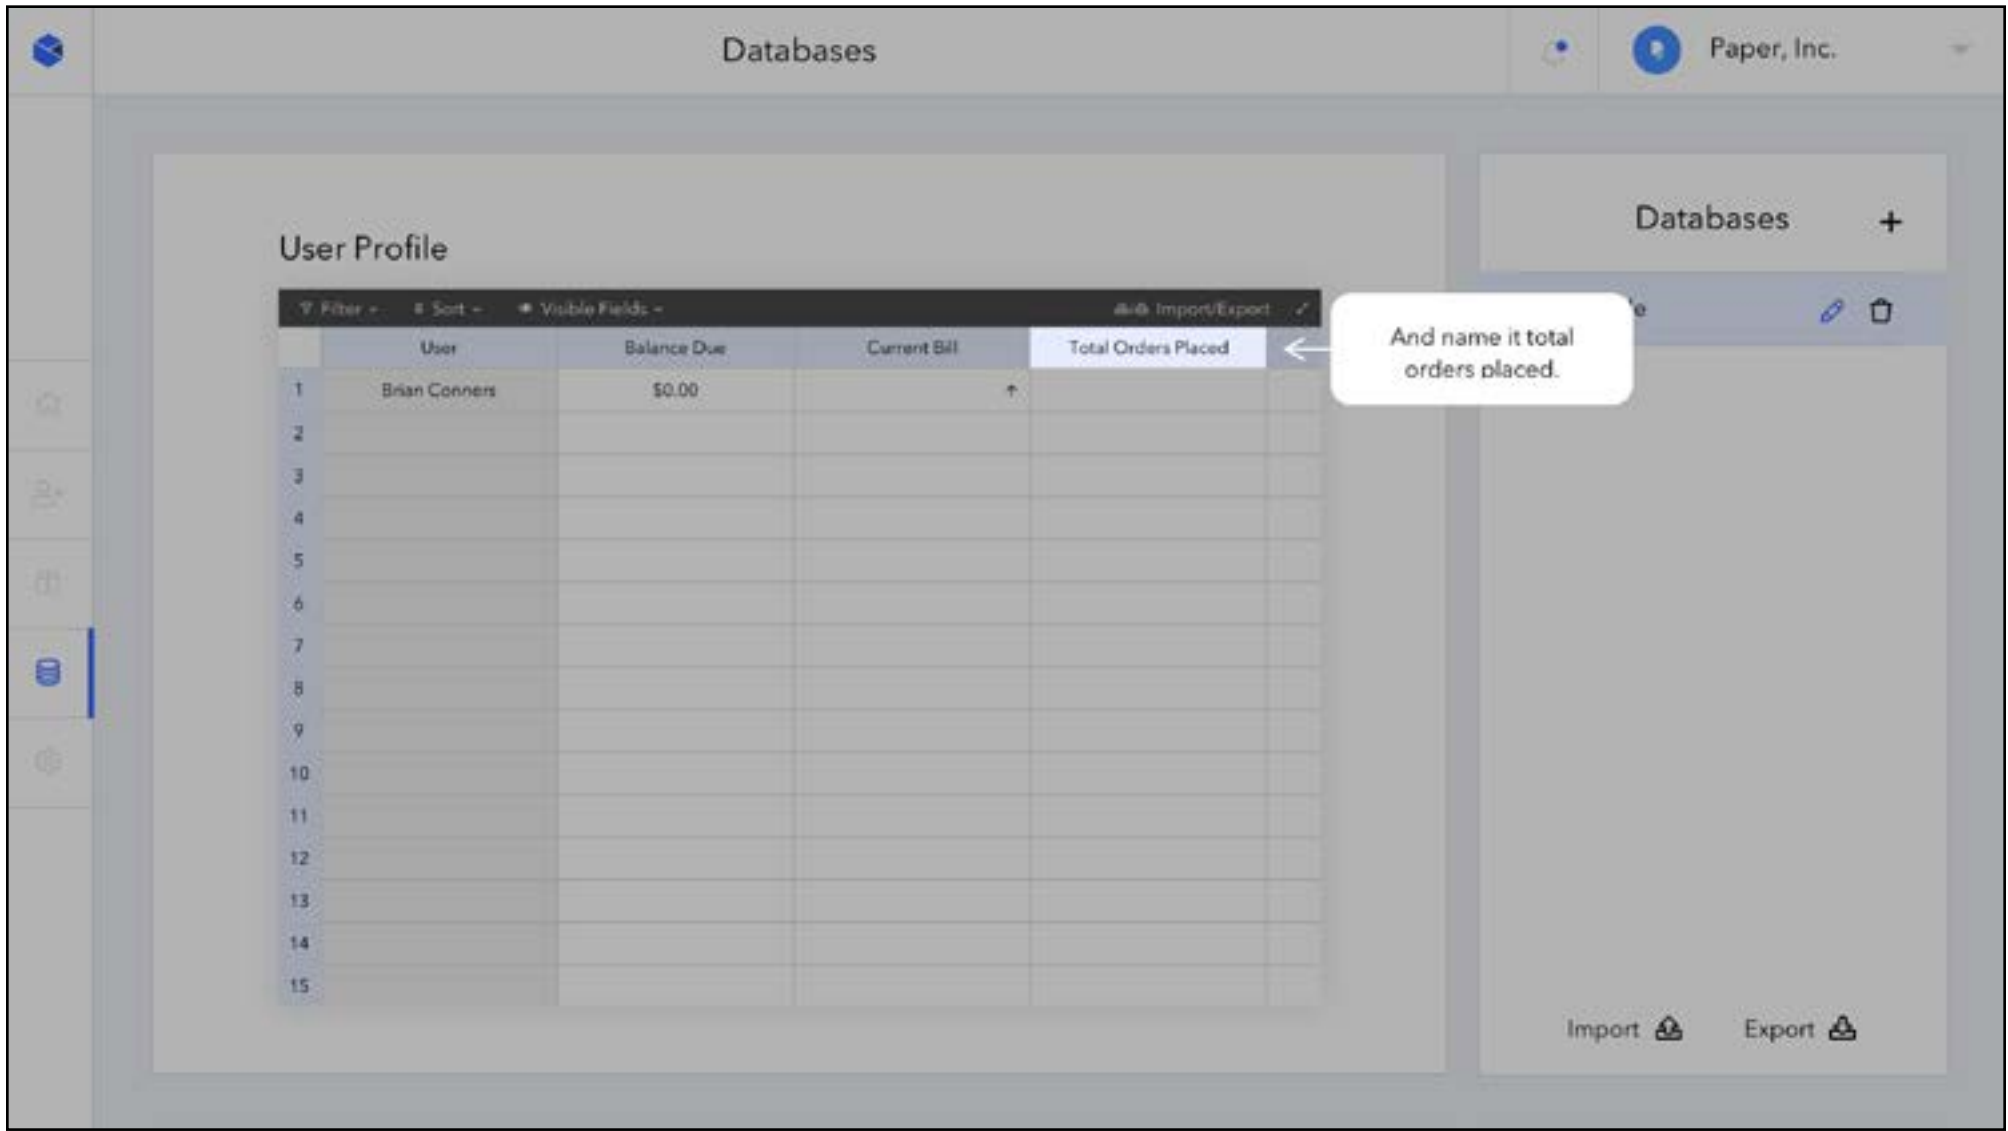 Databases
Paper, Inc.
Databases +
User Profile
Filter Sort Visible Fields Import/Export
User Balance Due Current Bill Total Orders Placed
And name it total
orders placed.
1 Brian Conners $0.00
2
3
4
5
6
7
8
9
10
11
12
13
14
15
Import Export